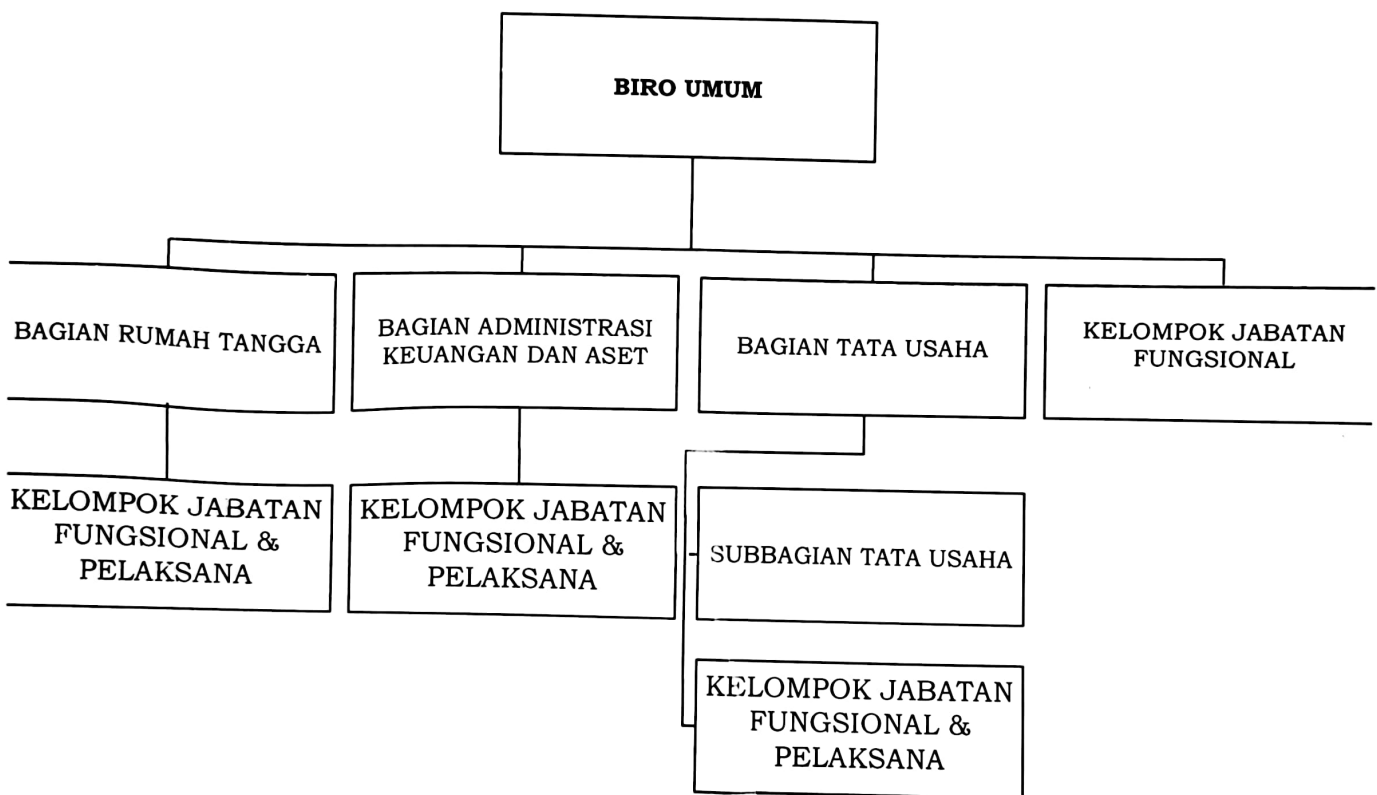 BIRO UMUM
BAGIAN RUMAH TANGGA
BAGIAN ADMINISTRASI
KEUANGAN DAN ASET
BAGIAN TATA USAHA
KELOMPOK JABATAN
FUNGSIONAL
KELOMPOK JABATAN
FUNGSIONAL &
PELAKSANA
KELOMPOK JABATAN
FUNGSIONAL &
PELAKSANA
SUBBAGIAN TATA USAHA
KELOMPOK JABATAN
FUNGSIONAL &
PELAKSANA